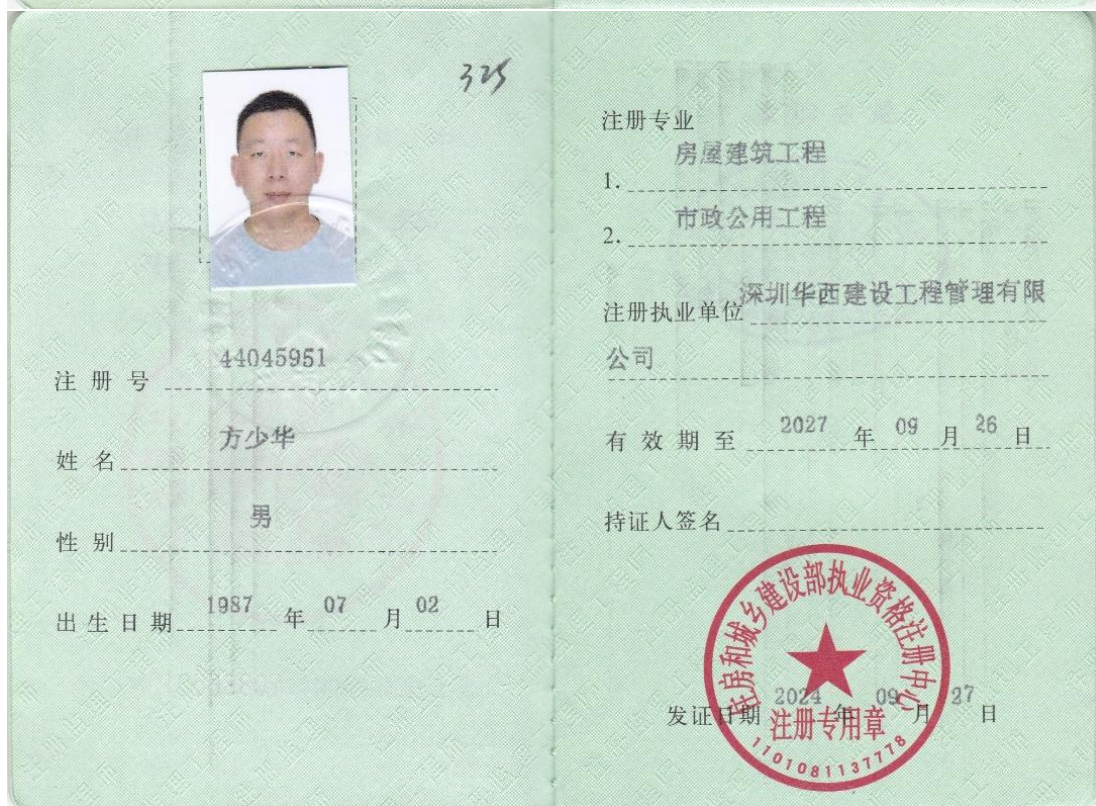 325
注册号 44045951
姓名 方少华
性别 男
出生日期 1987 年 07 月 02 日
注册专业
1. 房屋建筑工程
2. 市政公用工程
注册执业单位 深圳华西建设工程管理有限
公司
有效期至 2027 年 09 月 26 日
持证人签名
住房和城乡建设部执业资格注册中心
发证日期 2024 年 09 月 27 日
注册专用章
1101081137778